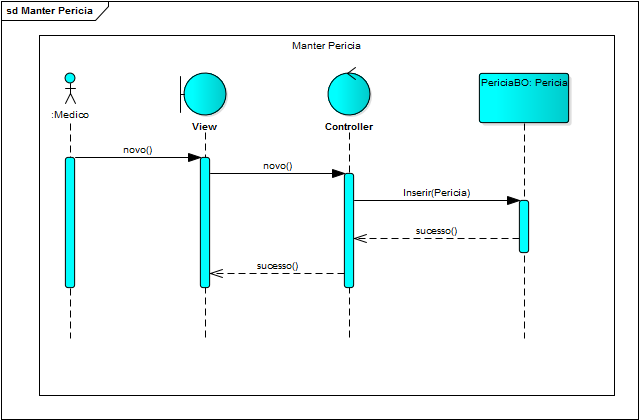 sd Manter Pericia
Manter Pericia
:Medico
View
Controller
PericiaBO: Pericia
novo()
novo()
Inserir(Pericia)
sucesso()
sucesso()